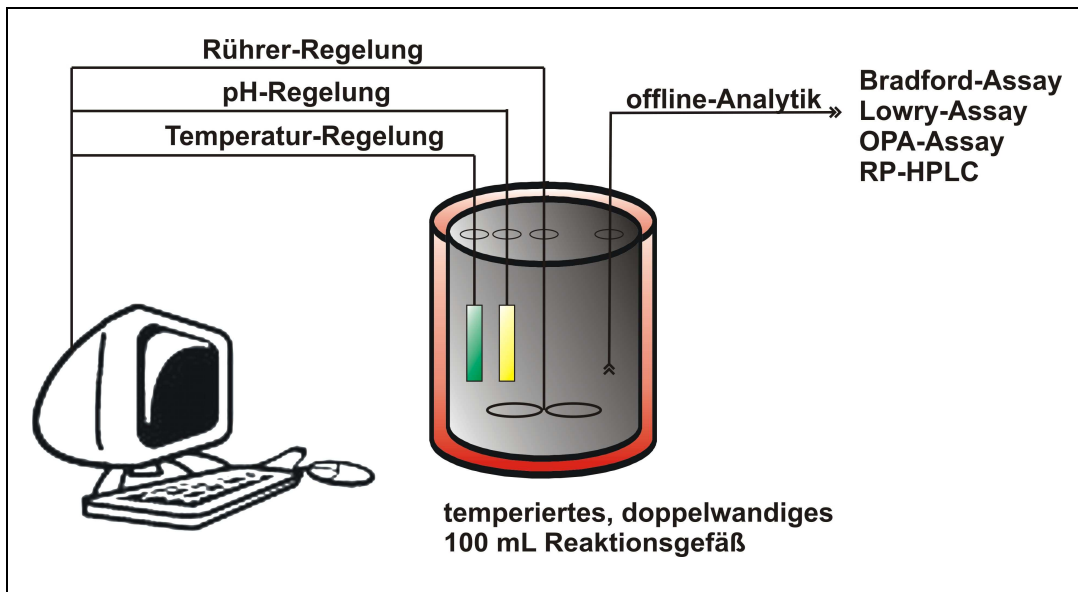 Rührer-Regelung
pH-Regelung
Temperatur-Regelung
offline-Analytik
Bradford-Assay
Lowry-Assay
OPA-Assay
RP-HPLC
temperiertes, doppelwandiges
100 mL Reaktionsgefäß